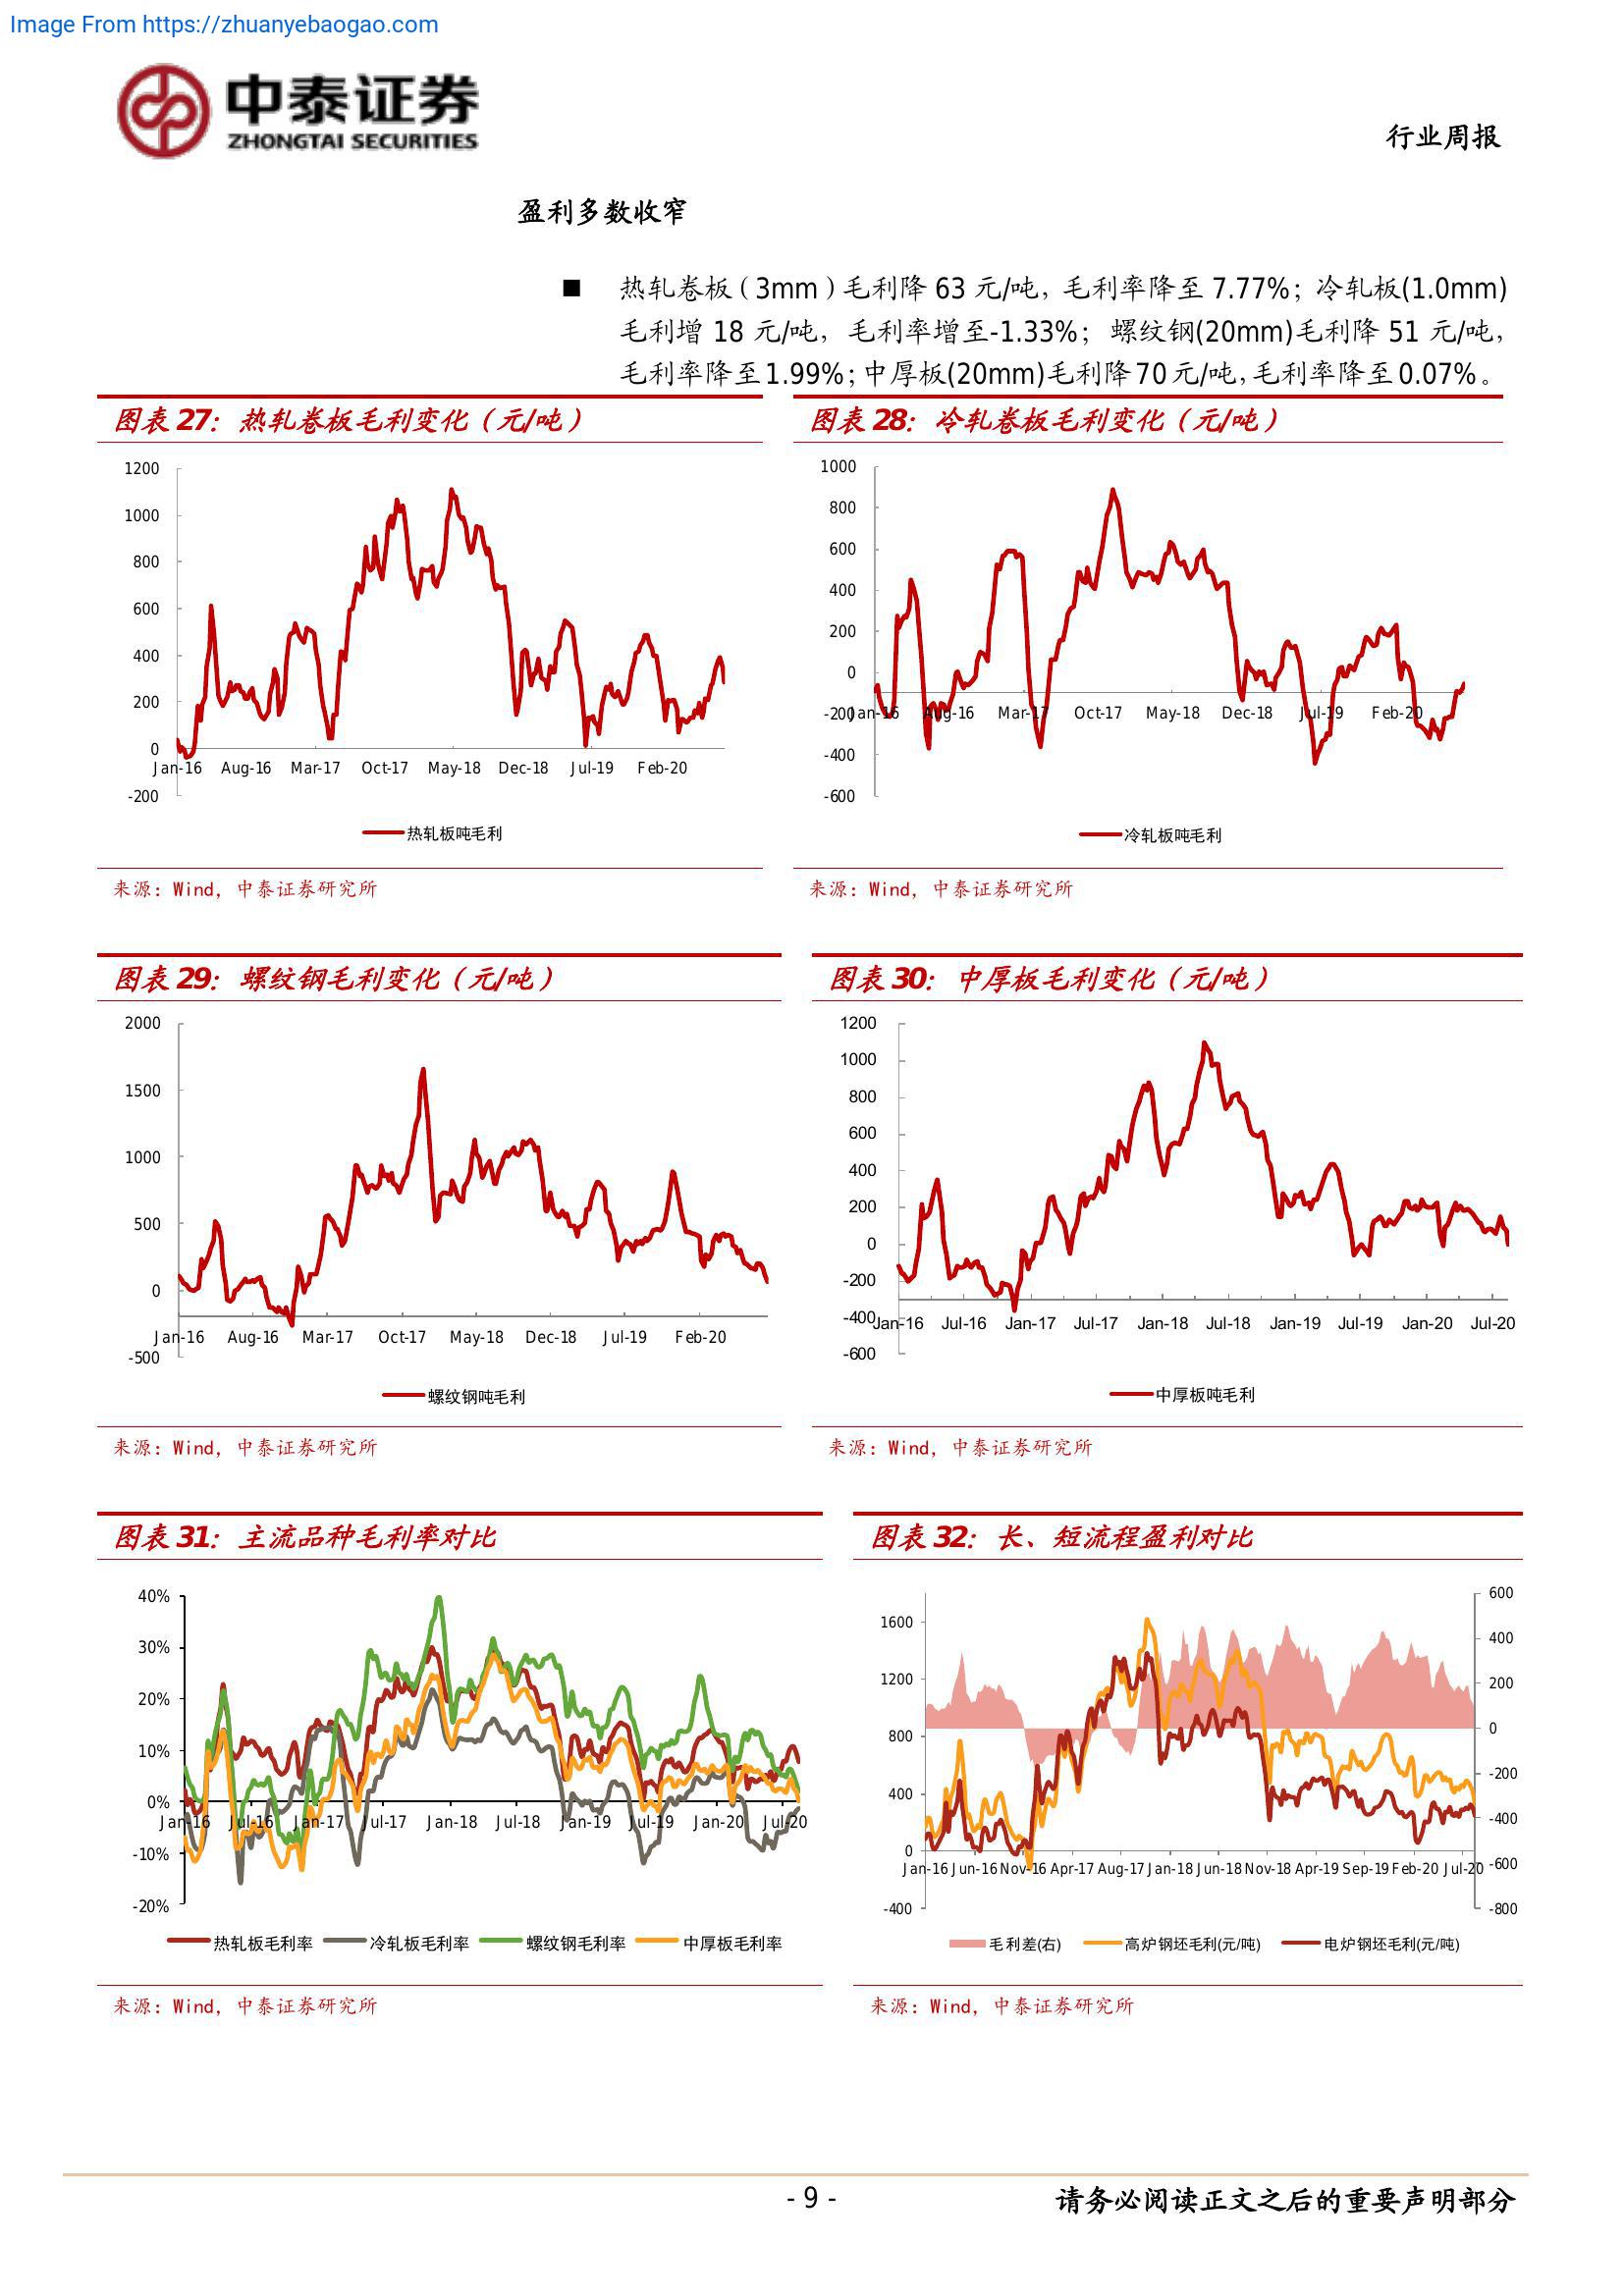 Image From https://zhuanyebaogao.com
中泰证券
ZHONGTAI SECURITIES
行业周报
盈利多数收窄
■ 热轧卷板（3mm）毛利降 63 元/吨，毛利率降至 7.77%；冷轧板(1.0mm)
毛利增 18 元/吨，毛利率增至-1.33%；螺纹钢(20mm)毛利降 51 元/吨，
毛利率降至1.99%；中厚板(20mm)毛利降70元/吨，毛利率降至0.07%。
图表 27：热轧卷板毛利变化（元/吨）
1200
1000
800
600
400
200
0
-200
Jan-16 Aug-16 Mar-17 Oct-17 May-18 Dec-18 Jul-19 Feb-20
热轧板吨毛利
来源：Wind，中泰证券研究所
图表 28：冷轧卷板毛利变化（元/吨）
1000
800
600
400
200
0
-200
-400
-600
Jan-16 Aug-16 Mar-17 Oct-17 May-18 Dec-18 Jul-19 Feb-20
冷轧板吨毛利
来源：Wind，中泰证券研究所
图表 29：螺纹钢毛利变化（元/吨）
2000
1500
1000
500
0
-500
Jan-16 Aug-16 Mar-17 Oct-17 May-18 Dec-18 Jul-19 Feb-20
螺纹钢吨毛利
来源：Wind，中泰证券研究所
图表 30：中厚板毛利变化（元/吨）
1200
1000
800
600
400
200
0
-200
-400
-600
Jan-16 Jul-16 Jan-17 Jul-17 Jan-18 Jul-18 Jan-19 Jul-19 Jan-20 Jul-20
中厚板吨毛利
来源：Wind，中泰证券研究所
图表 31：主流品种毛利率对比
40%
30%
20%
10%
0%
-10%
-20%
Jan-16 Jul-16 Jan-17 Jul-17 Jan-18 Jul-18 Jan-19 Jul-19 Jan-20 Jul-20
热轧板毛利率 冷轧板毛利率 螺纹钢毛利率 中厚板毛利率
来源：Wind，中泰证券研究所
图表 32：长、短流程盈利对比
1600
1200
800
400
0
-400
600
400
200
0
-200
-400
-600
-800
Jan-16 Jun-16 Nov-16 Apr-17 Aug-17 Jan-18 Jun-18 Nov-18 Apr-19 Sep-19 Feb-20 Jul-20
毛利差(右) 高炉钢坯毛利(元/吨) 电炉钢坯毛利(元/吨)
来源：Wind，中泰证券研究所
- 9 -
请务必阅读正文之后的重要声明部分